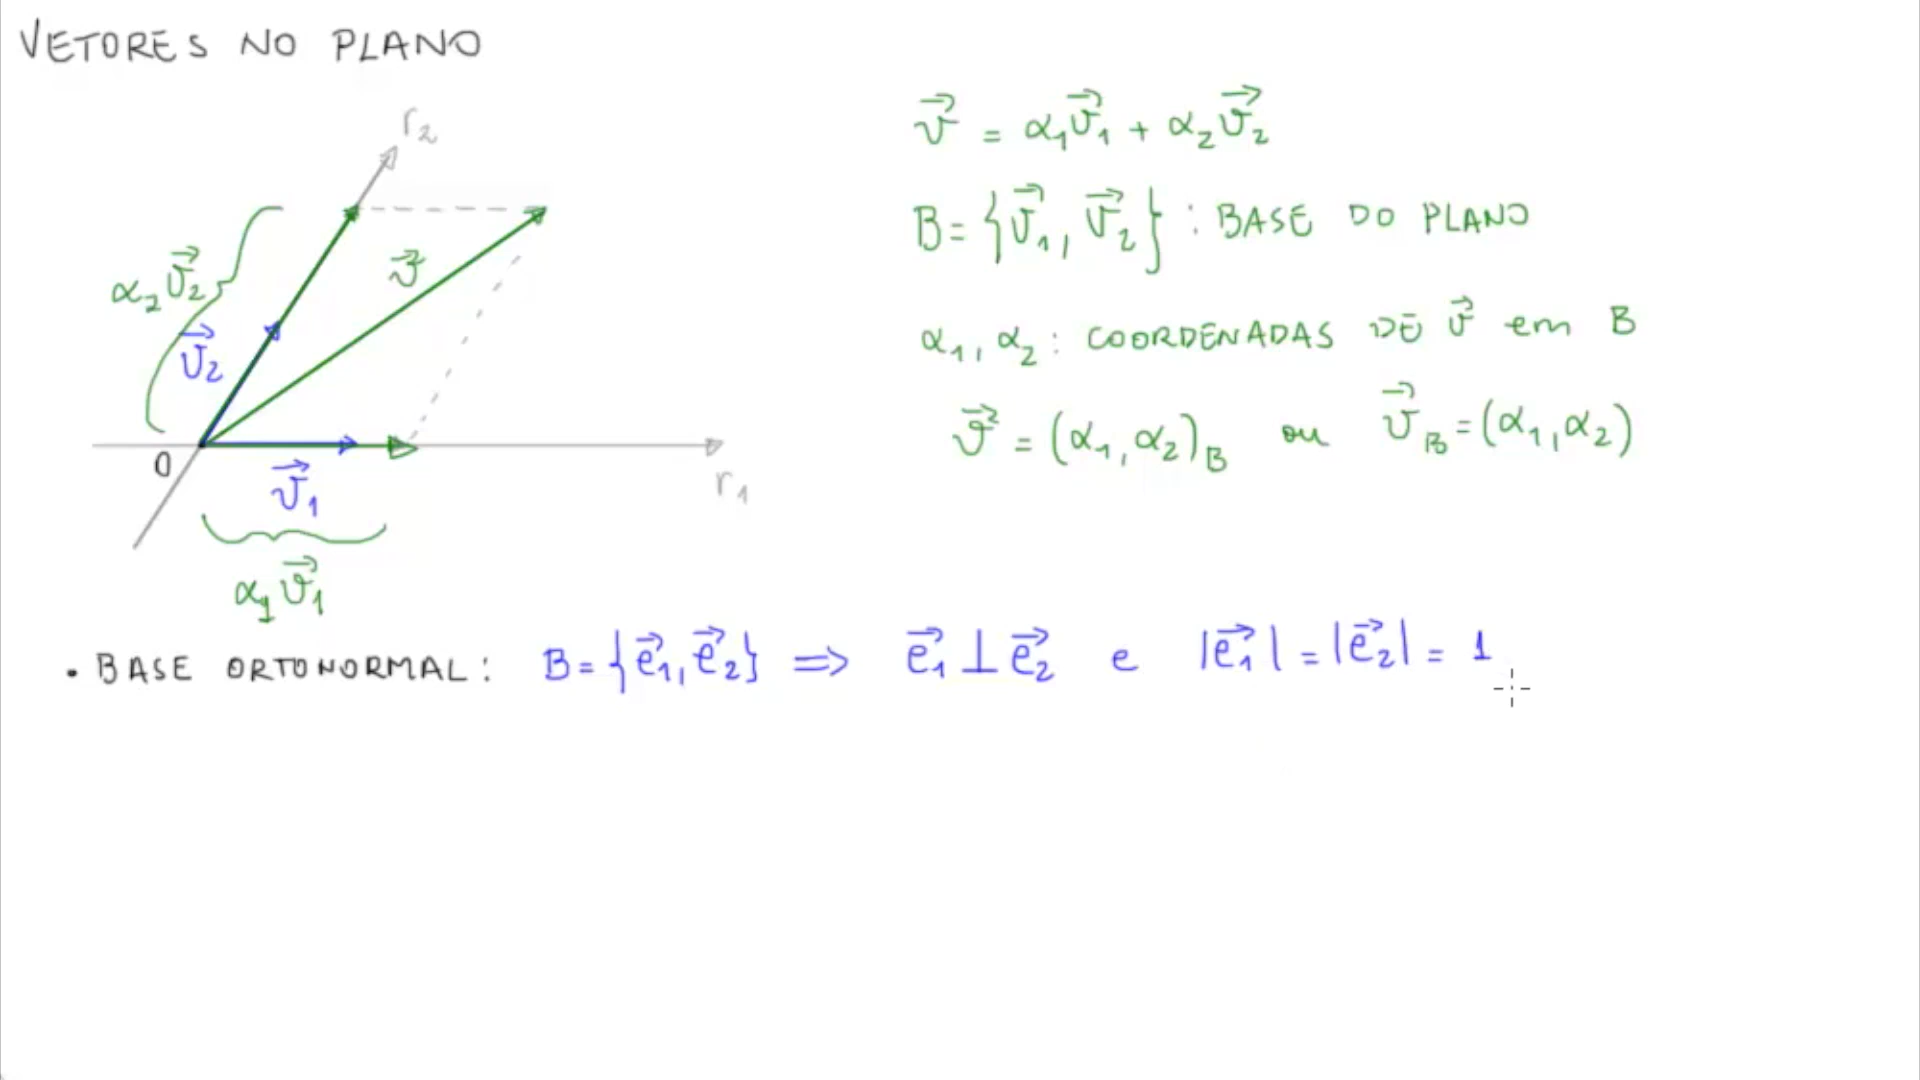 VETORES NO PLANO
r₂
v⃗ = α₁v⃗₁ + α₂v⃗₂
B = {v⃗₁, v⃗₂} : BASE DO PLANO
α₂v⃗₂
v⃗
α₁, α₂ : COORDENADAS DE v⃗ em B
v⃗₂
v⃗ = (α₁, α₂)B ou v⃗B = (α₁, α₂)
0
v⃗₁
r₁
α₁v⃗₁
• BASE ORTONORMAL: B = {e⃗₁, e⃗₂} ⇒ e⃗₁ ⊥ e⃗₂ e |e⃗₁| = |e⃗₂| = 1